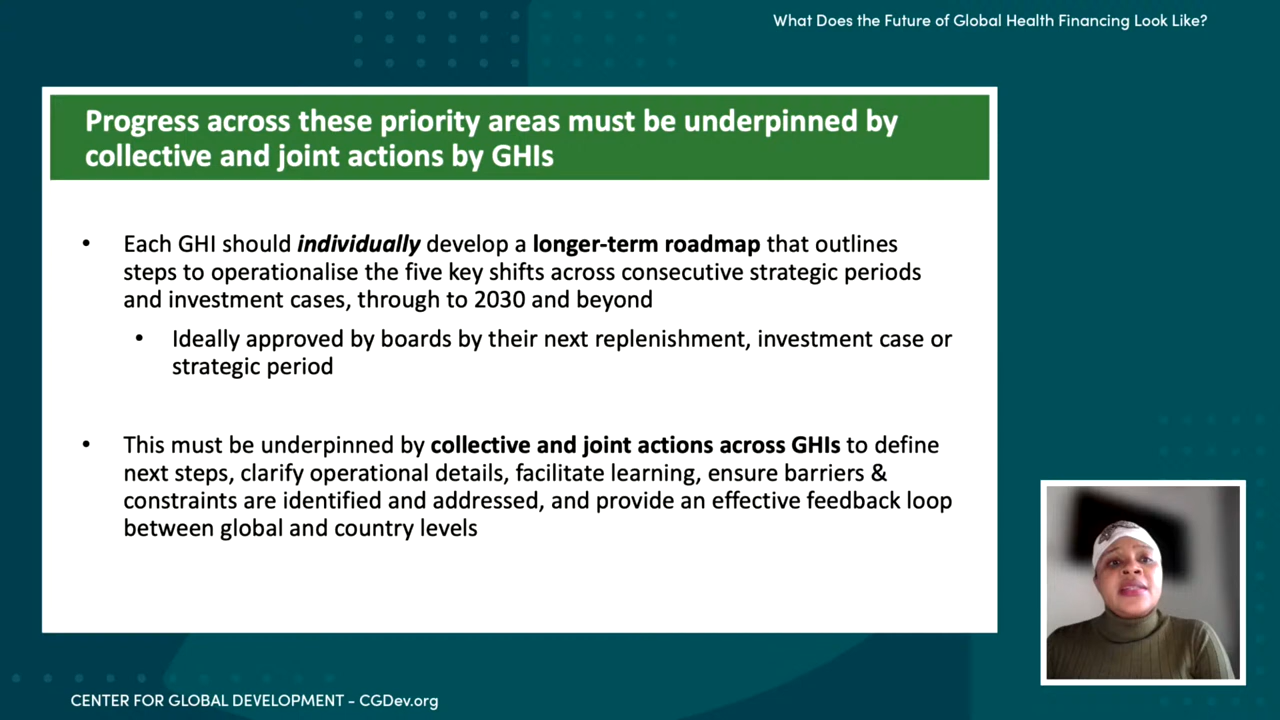 What Does the Future of Global Health Financing Look Like?
Progress across these priority areas must be underpinned by
collective and joint actions by GHIs
• Each GHI should individually develop a longer-term roadmap that outlines
steps to operationalise the five key shifts across consecutive strategic periods
and investment cases, through to 2030 and beyond
• Ideally approved by boards by their next replenishment, investment case or
strategic period
• This must be underpinned by collective and joint actions across GHIs to define
next steps, clarify operational details, facilitate learning, ensure barriers &
constraints are identified and addressed, and provide an effective feedback loop
between global and country levels
CENTER FOR GLOBAL DEVELOPMENT - CGDev.org